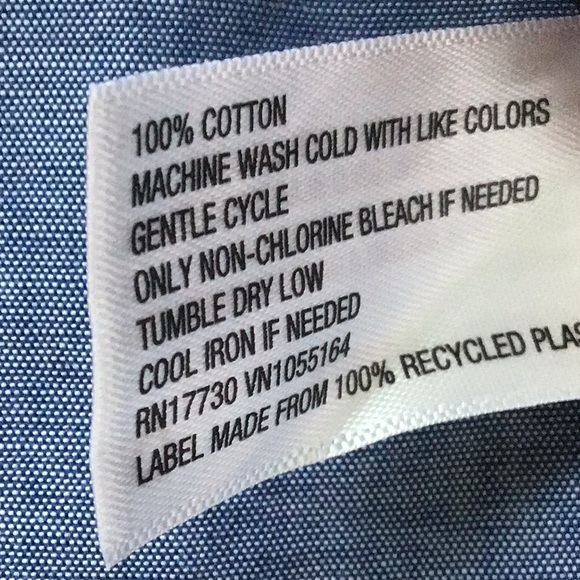 100% COTTON
MACHINE WASH COLD WITH LIKE COLORS
GENTLE CYCLE
ONLY NON-CHLORINE BLEACH IF NEEDED
TUMBLE DRY LOW
COOL IRON IF NEEDED
RN17730 VN1055164
LABEL MADE FROM 100% RECYCLED